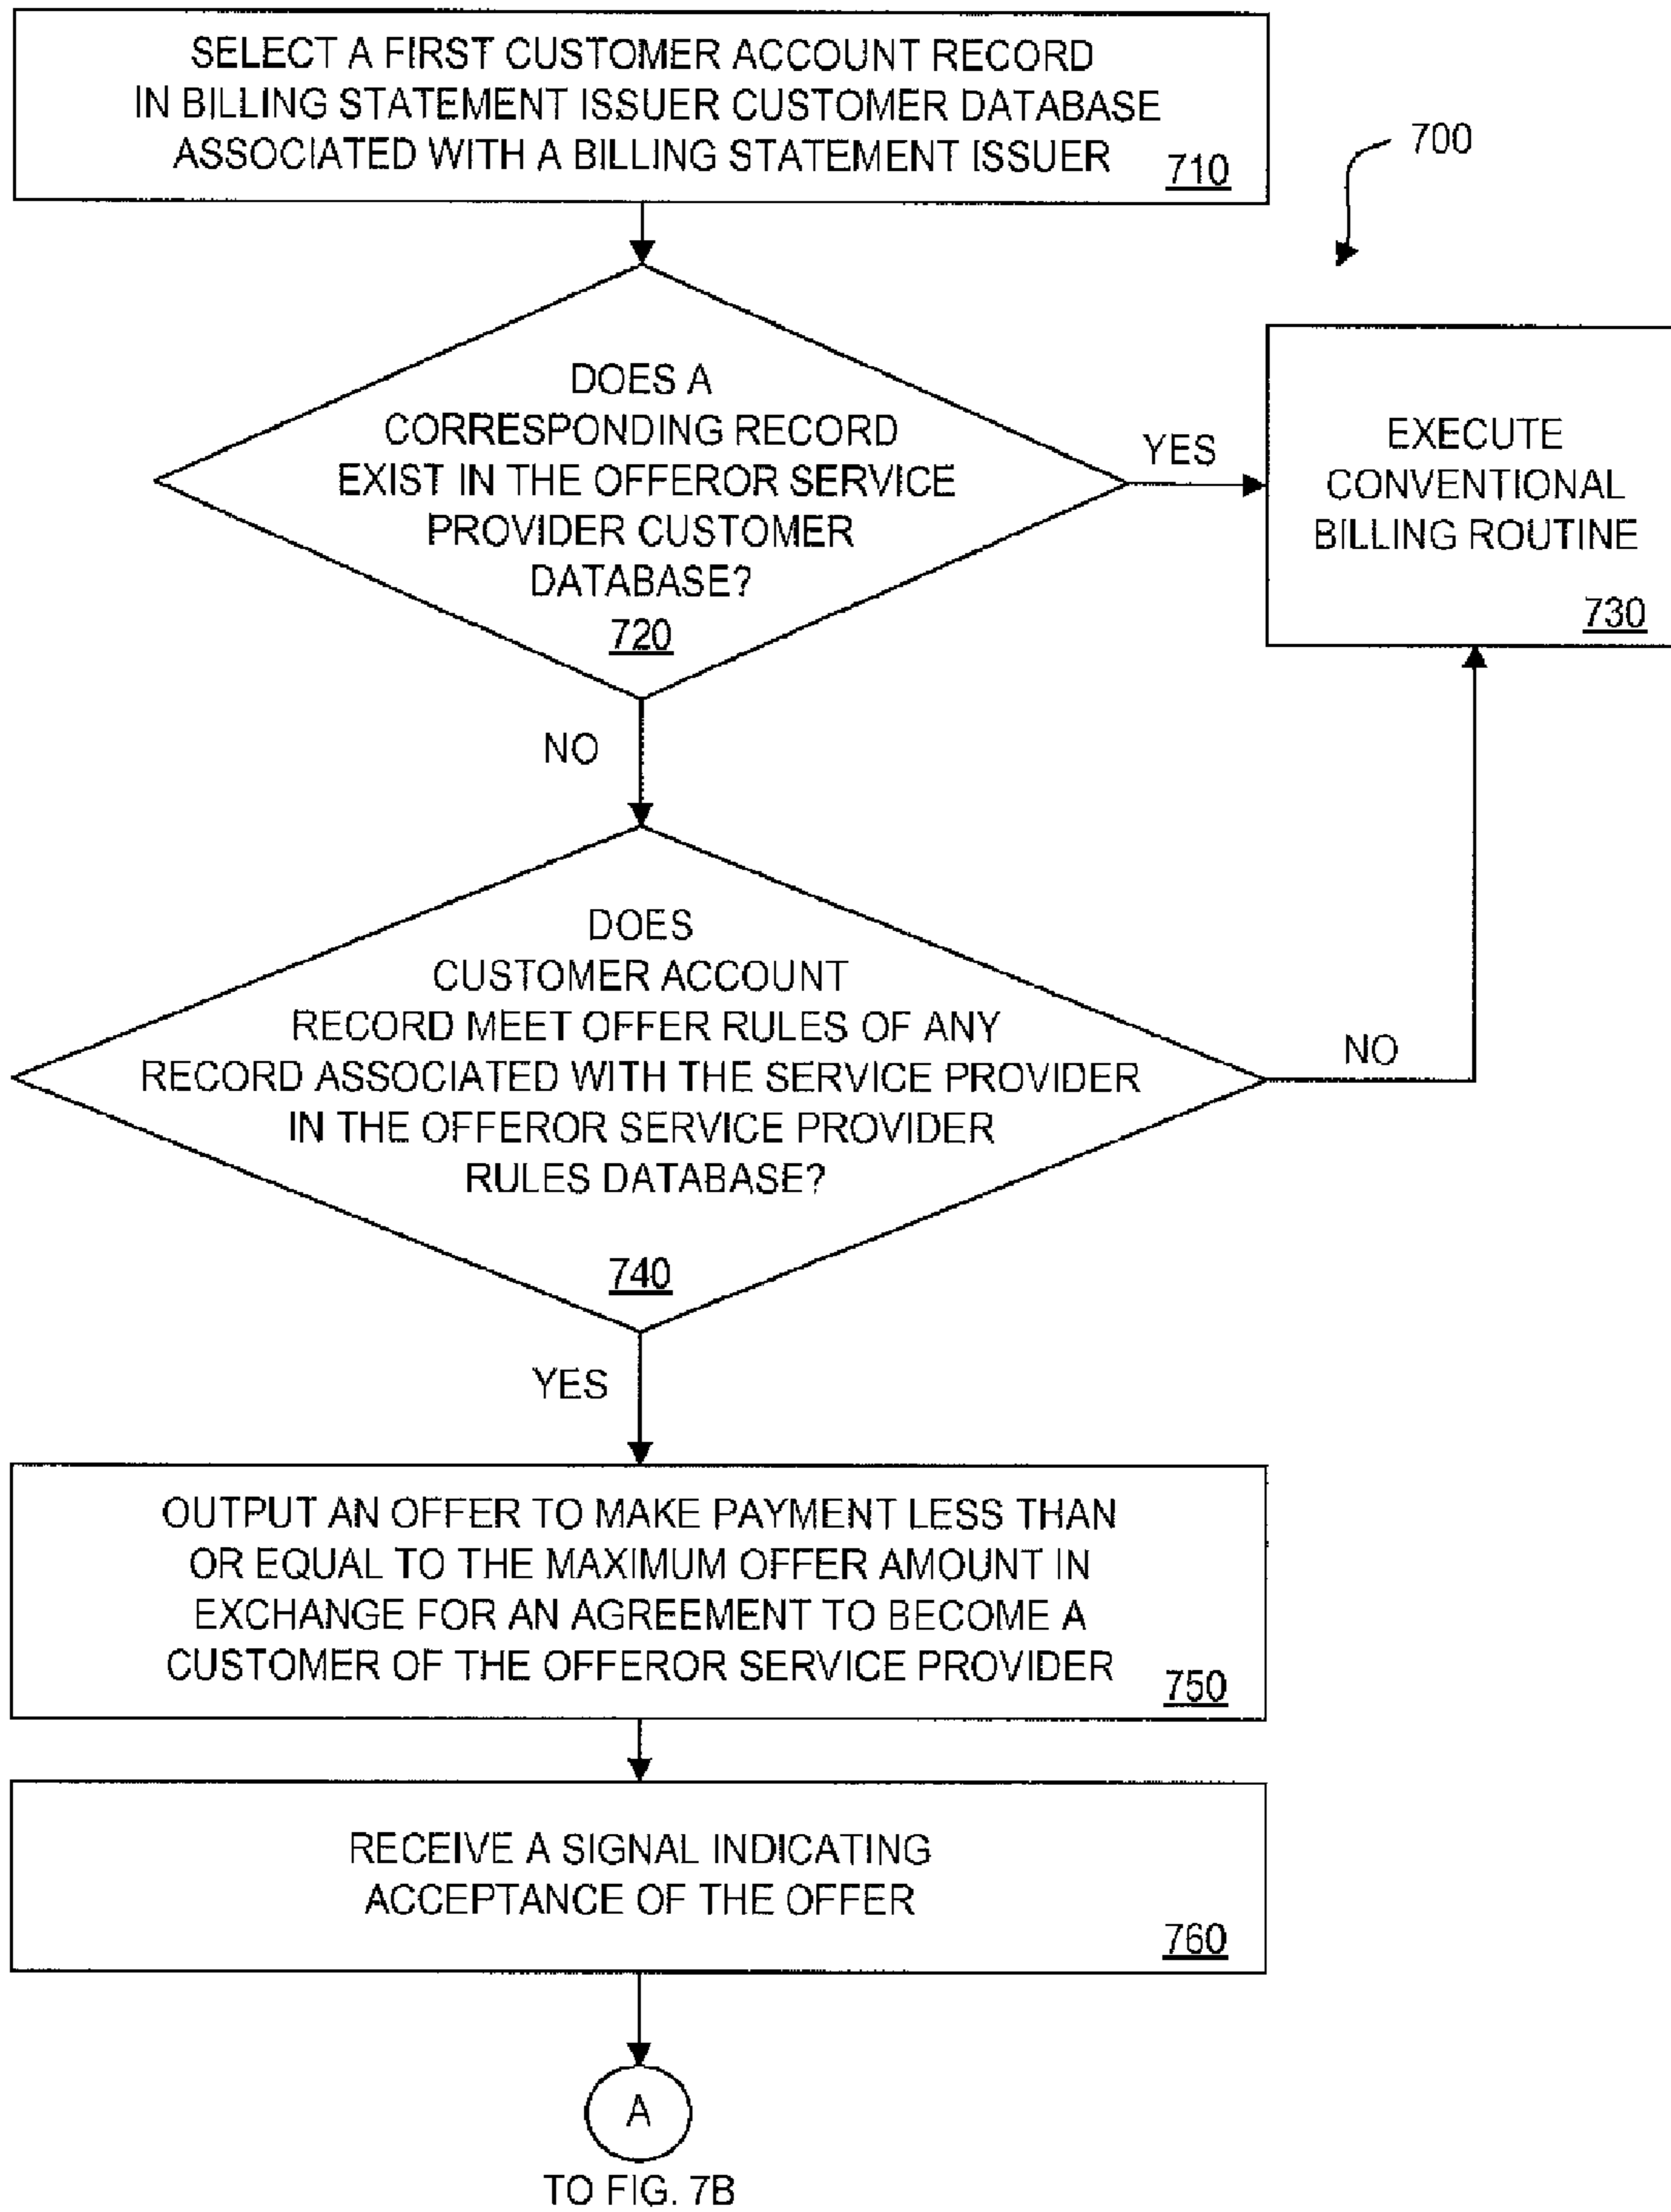 SELECT A FIRST CUSTOMER ACCOUNT RECORD
IN BILLING STATEMENT ISSUER CUSTOMER DATABASE
ASSOCIATED WITH A BILLING STATEMENT ISSUER
710
700
DOES A
CORRESPONDING RECORD
EXIST IN THE OFFEROR SERVICE
PROVIDER CUSTOMER
DATABASE?
720
YES
EXECUTE
CONVENTIONAL
BILLING ROUTINE
730
NO
DOES
CUSTOMER ACCOUNT
RECORD MEET OFFER RULES OF ANY
RECORD ASSOCIATED WITH THE SERVICE PROVIDER
IN THE OFFEROR SERVICE PROVIDER
RULES DATABASE?
740
NO
YES
OUTPUT AN OFFER TO MAKE PAYMENT LESS THAN
OR EQUAL TO THE MAXIMUM OFFER AMOUNT IN
EXCHANGE FOR AN AGREEMENT TO BECOME A
CUSTOMER OF THE OFFEROR SERVICE PROVIDER
750
RECEIVE A SIGNAL INDICATING
ACCEPTANCE OF THE OFFER
760
A
TO FIG. 7B